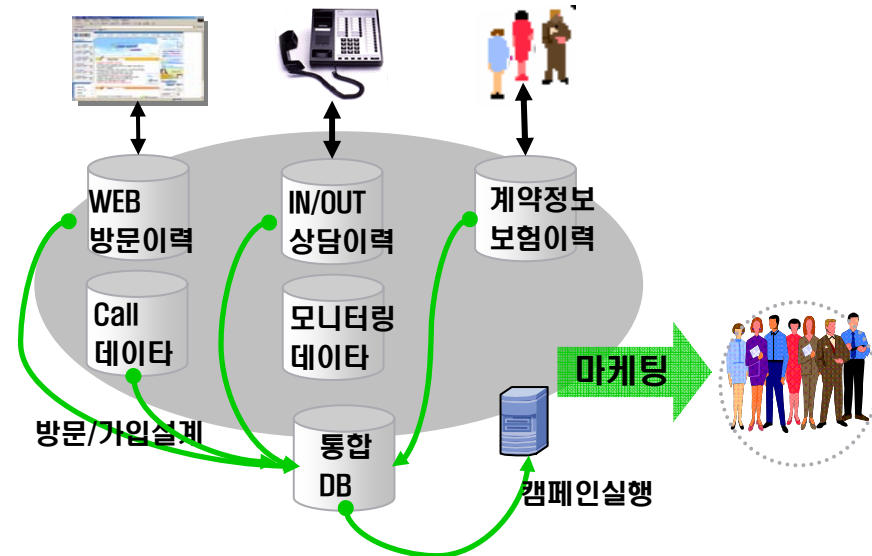 WEB
방문이력
IN/OUT
상담이력
계약정보
보험이력
Call
데이타
모니터링
데이타
마케팅
방문/가입설계
통합
DB
캠페인실행